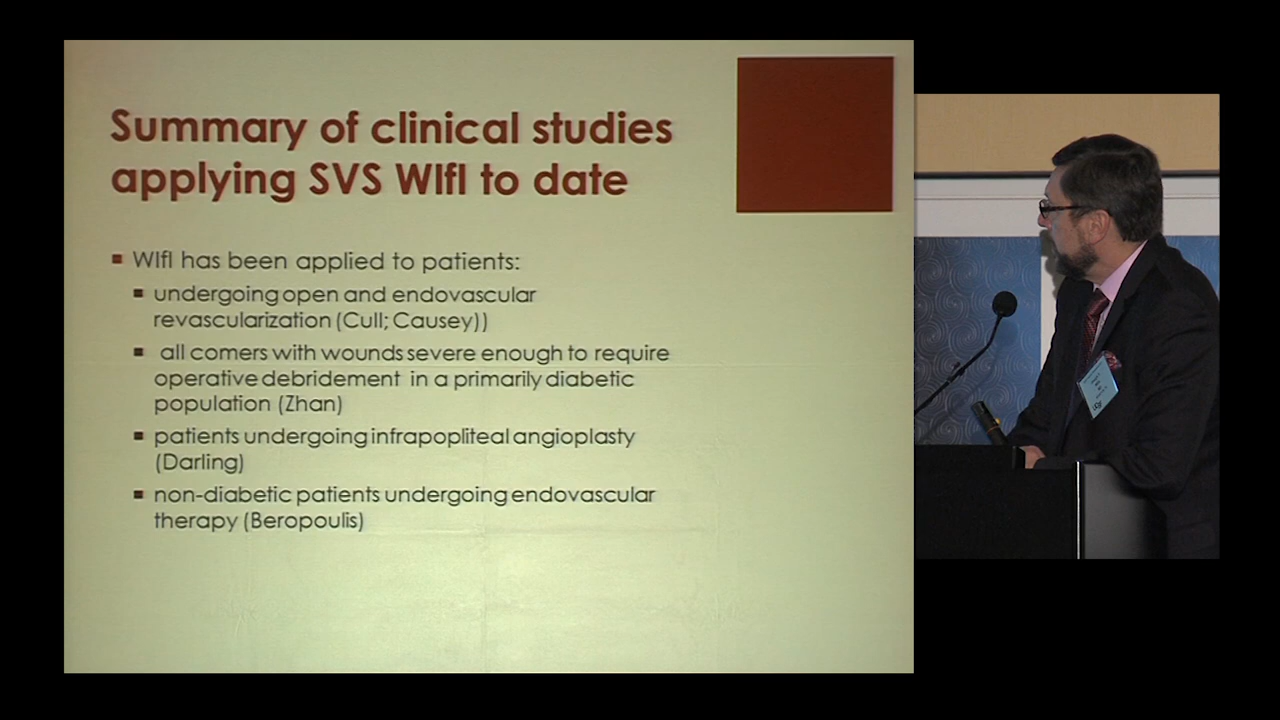 Summary of clinical studies
applying SVS WIfI to date
WIfI has been applied to patients:
undergoing open and endovascular
revascularization (Cull; Causey))
all comers with wounds severe enough to require
operative debridement in a primarily diabetic
population (Zhan)
patients undergoing infrapopliteal angioplasty
(Darling)
non-diabetic patients undergoing endovascular
therapy (Beropoulis)